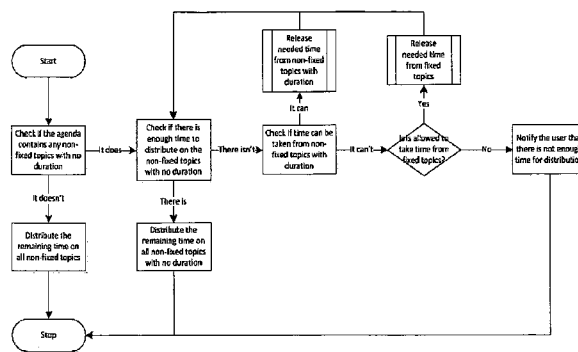 Start
Release
needed time
from non-fixed
topics with
duration
Release
needed time
from fixed
topics
It can
Yes
Check if the agenda
contains any non-
fixed topics with no
duration
It does
Check if there is
enough time to
distribute on the
non-fixed topics
with no duration
There isn't
Check if time can be
taken from non-
fixed topics with
duration
It can't
Is is allowed to
take time from
fixed topics?
No
Notify the user that
there is not enough
time for distribution
It doesn't
There is
Distribute the
remaining time on
all non-fixed topics
Distribute the
remaining time on
all non-fixed topics
with no duration
Stop